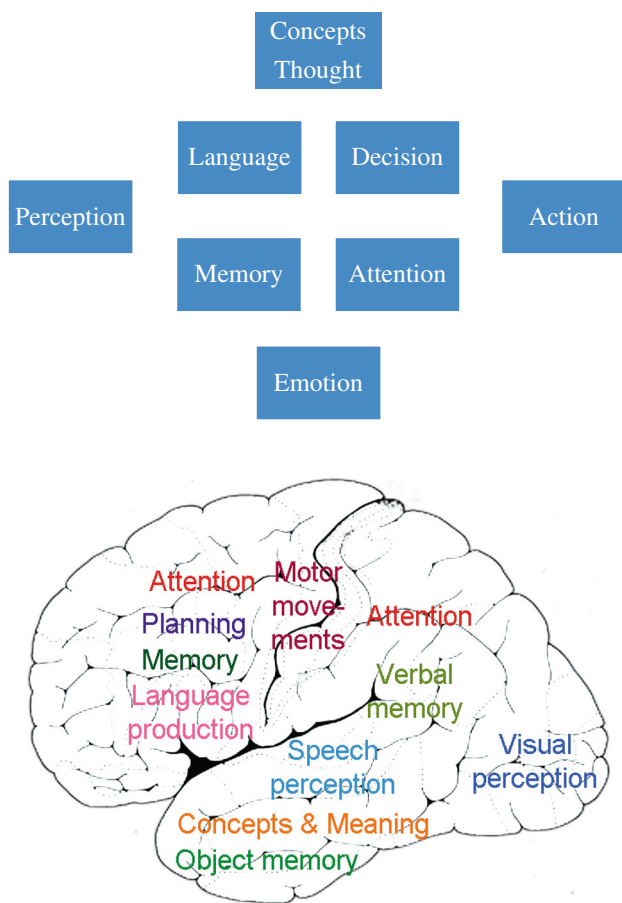 Concepts
Thought
Language
Decision
Perception
Action
Memory
Attention
Emotion
Attention
Motor
move-
ments
Attention
Planning
Memory
Verbal
memory
Language
production
Speech
perception
Visual
perception
Concepts & Meaning
Object memory